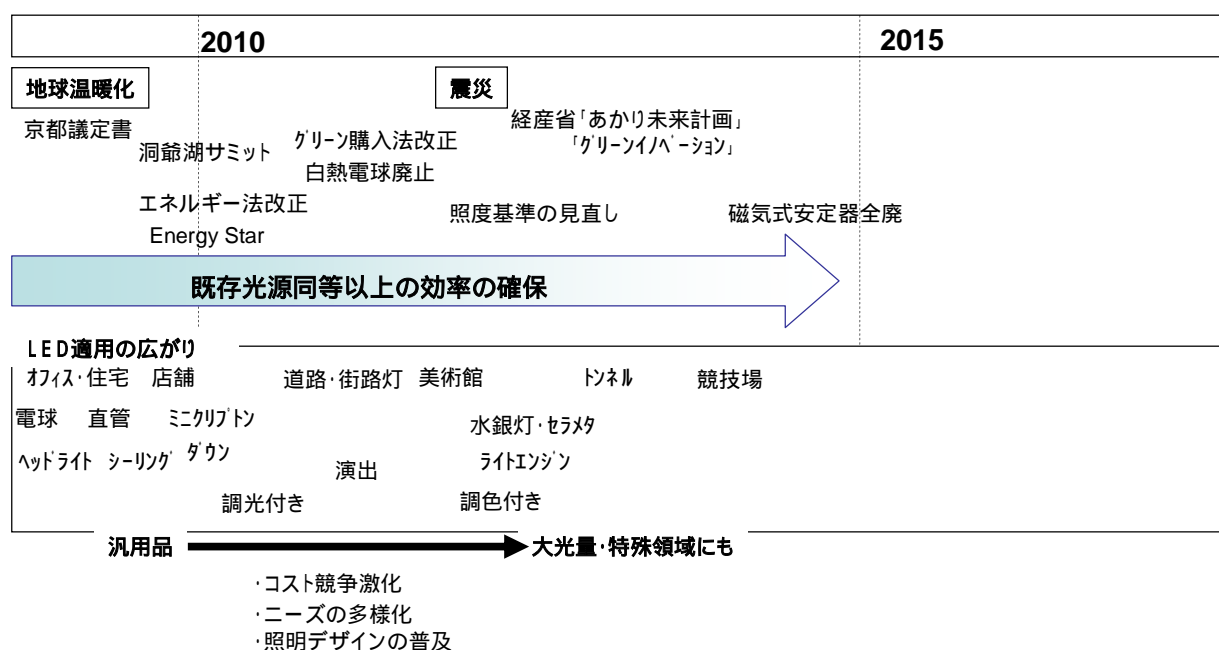 2010
2015
地球温暖化
震災
京都議定書
洞爺湖サミット
グリーン購入法改正
白熱電球廃止
経産省「あかり未来計画」
「グリーンイノベーション」
エネルギー法改正
Energy Star
照度基準の見直し
磁気式安定器全廃
既存光源同等以上の効率の確保
LED適用の広がり
オフィス・住宅 店舗 道路・街路灯 美術館 トンネル 競技場
電球 直管 ミニクリプトン 水銀灯・セラメタ
ヘッドライト シーリング ダウン 演出 ライトエンジン
調光付き 調色付き
汎用品 大光量・特殊領域にも
・コスト競争激化
・ニーズの多様化
・照明デザインの普及